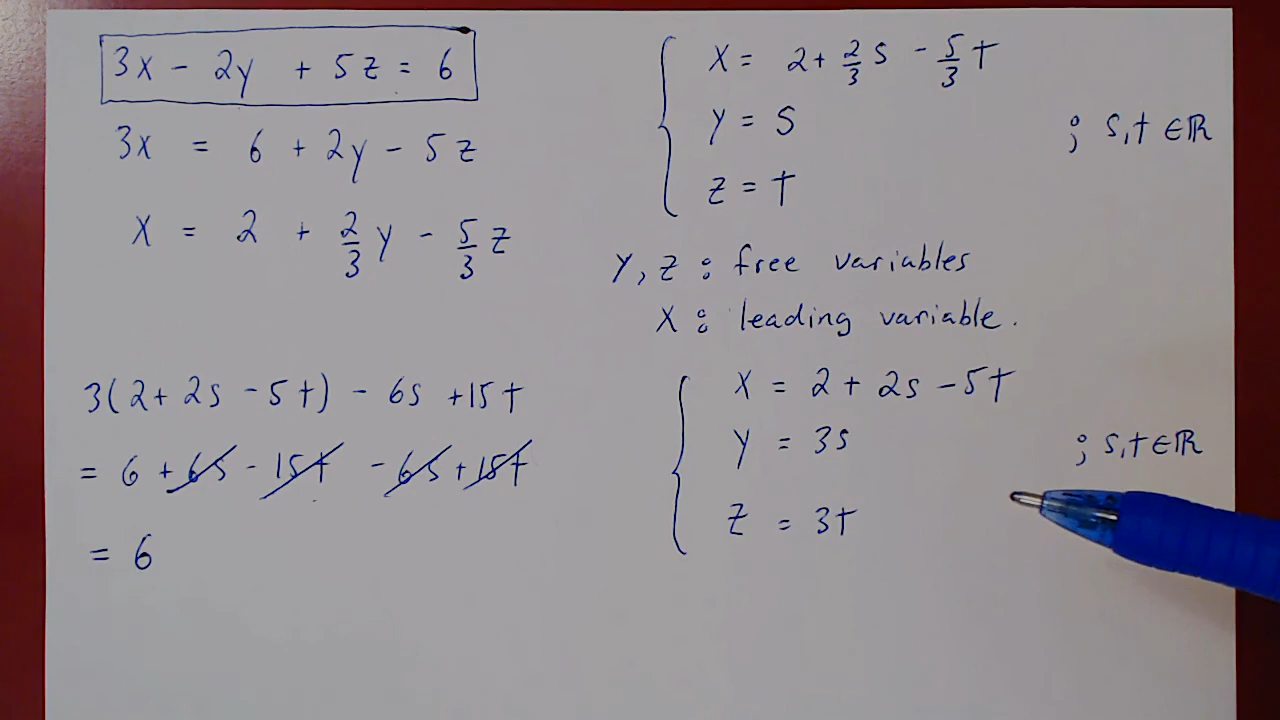 3x - 2y + 5z = 6
3x = 6 + 2y - 5z
x = 2 + 2/3 y - 5/3 z
3(2 + 2s - 5t) - 6s + 15t
= 6 + 6s - 15t - 6s + 15t
= 6
x = 2 + 2/3 s - 5/3 t
y = s ; s,t ∈ ℝ
z = t
y, z : free variables
x : leading variable.
x = 2 + 2s - 5t
y = 3s ; s,t ∈ ℝ
z = 3t